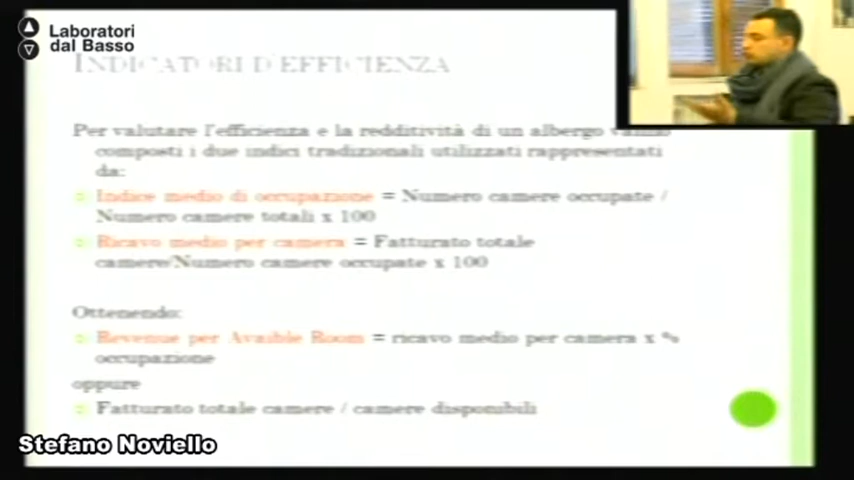 Laboratori
dal Basso
INDICATORI D'EFFICIENZA
Per valutare l'efficienza e la redditività di un albergo vanno
composti i due indici tradizionali utilizzati rappresentati
da:
Indice medio di occupazione = Numero camere occupate /
Numero camere totali x 100
Ricavo medio per camera = Fatturato totale
camere/Numero camere occupate x 100
Ottenendo:
Revenue per Avaible Room = ricavo medio per camera x %
occupazione
oppure
Fatturato totale camere / camere disponibili
Stefano Noviello